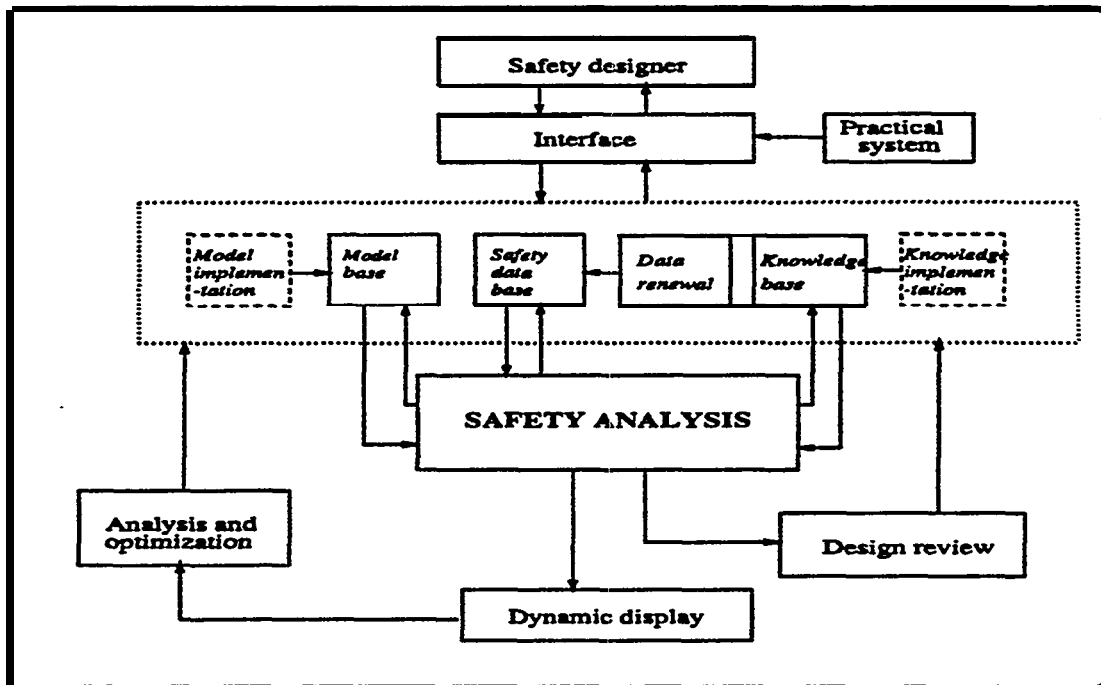 Safety designer
Interface
Practical
system
Model
implemen
-tation
Model
base
Safety
data
base
Data
renewal
Knowledge
base
Knowledge
implemen
-tation
SAFETY ANALYSIS
Analysis and
optimization
Design review
Dynamic display